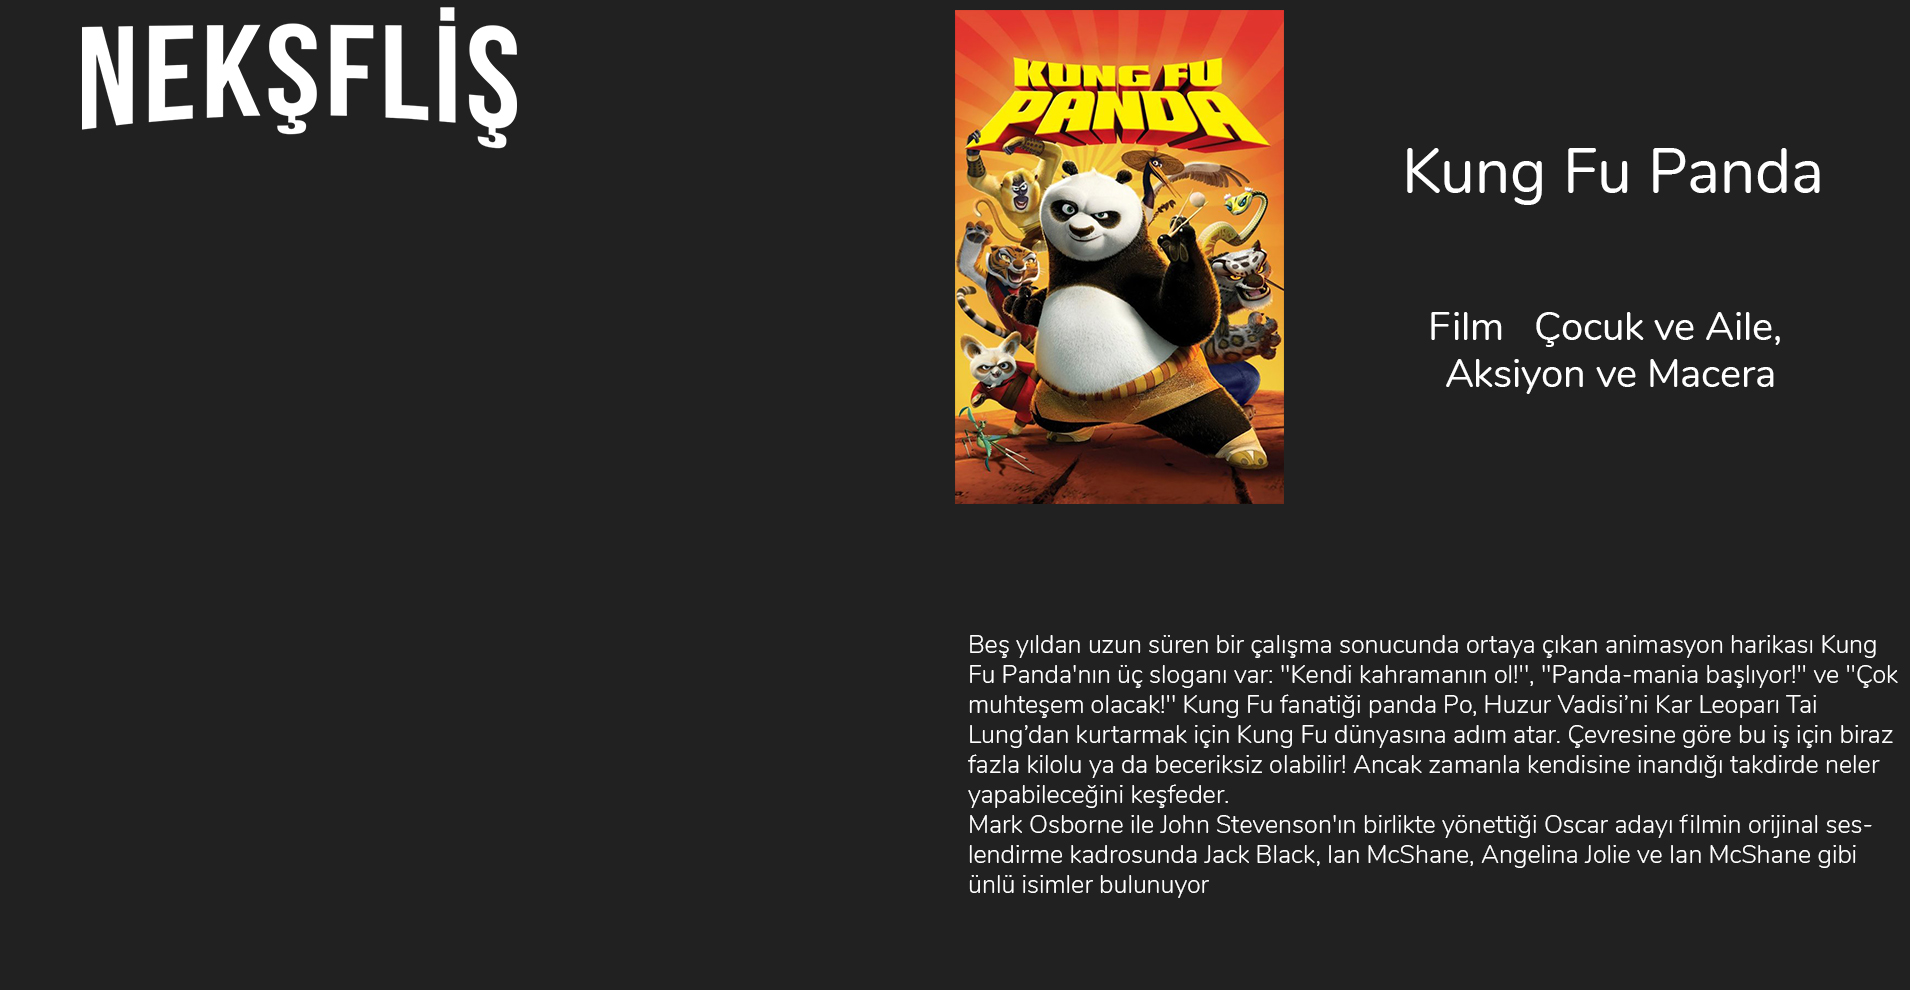 NEKŞFLİŞ
KUNG FU
PANDA
Kung Fu Panda
Film Çocuk ve Aile,
Aksiyon ve Macera
Beş yıldan uzun süren bir çalışma sonucunda ortaya çıkan animasyon harikası Kung
Fu Panda'nın üç sloganı var: "Kendi kahramanın ol!", "Panda-mania başlıyor!" ve "Çok
muhteşem olacak!" Kung Fu fanatiği panda Po, Huzur Vadisi’ni Kar Leoparı Tai
Lung’dan kurtarmak için Kung Fu dünyasına adım atar. Çevresine göre bu iş için biraz
fazla kilolu ya da beceriksiz olabilir! Ancak zamanla kendisine inandığı takdirde neler
yapabileceğini keşfeder.
Mark Osborne ile John Stevenson'ın birlikte yönettiği Oscar adayı filmin orijinal ses-
lendirme kadrosunda Jack Black, Ian McShane, Angelina Jolie ve Ian McShane gibi
ünlü isimler bulunuyor